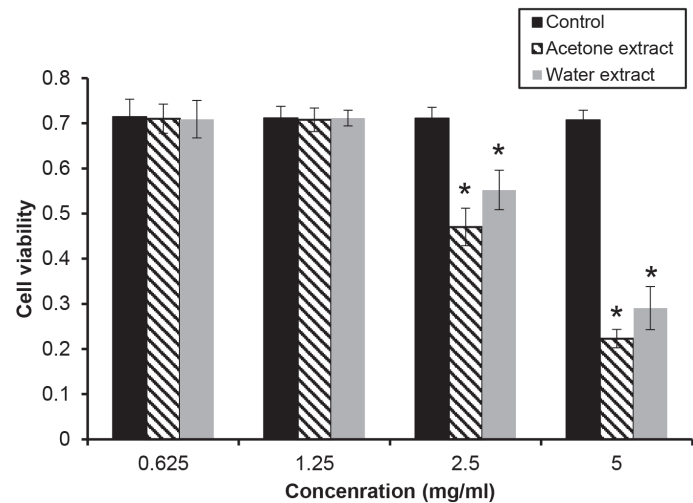 Control
Acetone extract
Water extract
0.8
0.7
0.6
0.5
0.4
0.3
0.2
0.1
0
Cell viability
*
*
*
*
0.625 1.25 2.5 5
Concenration (mg/ml)